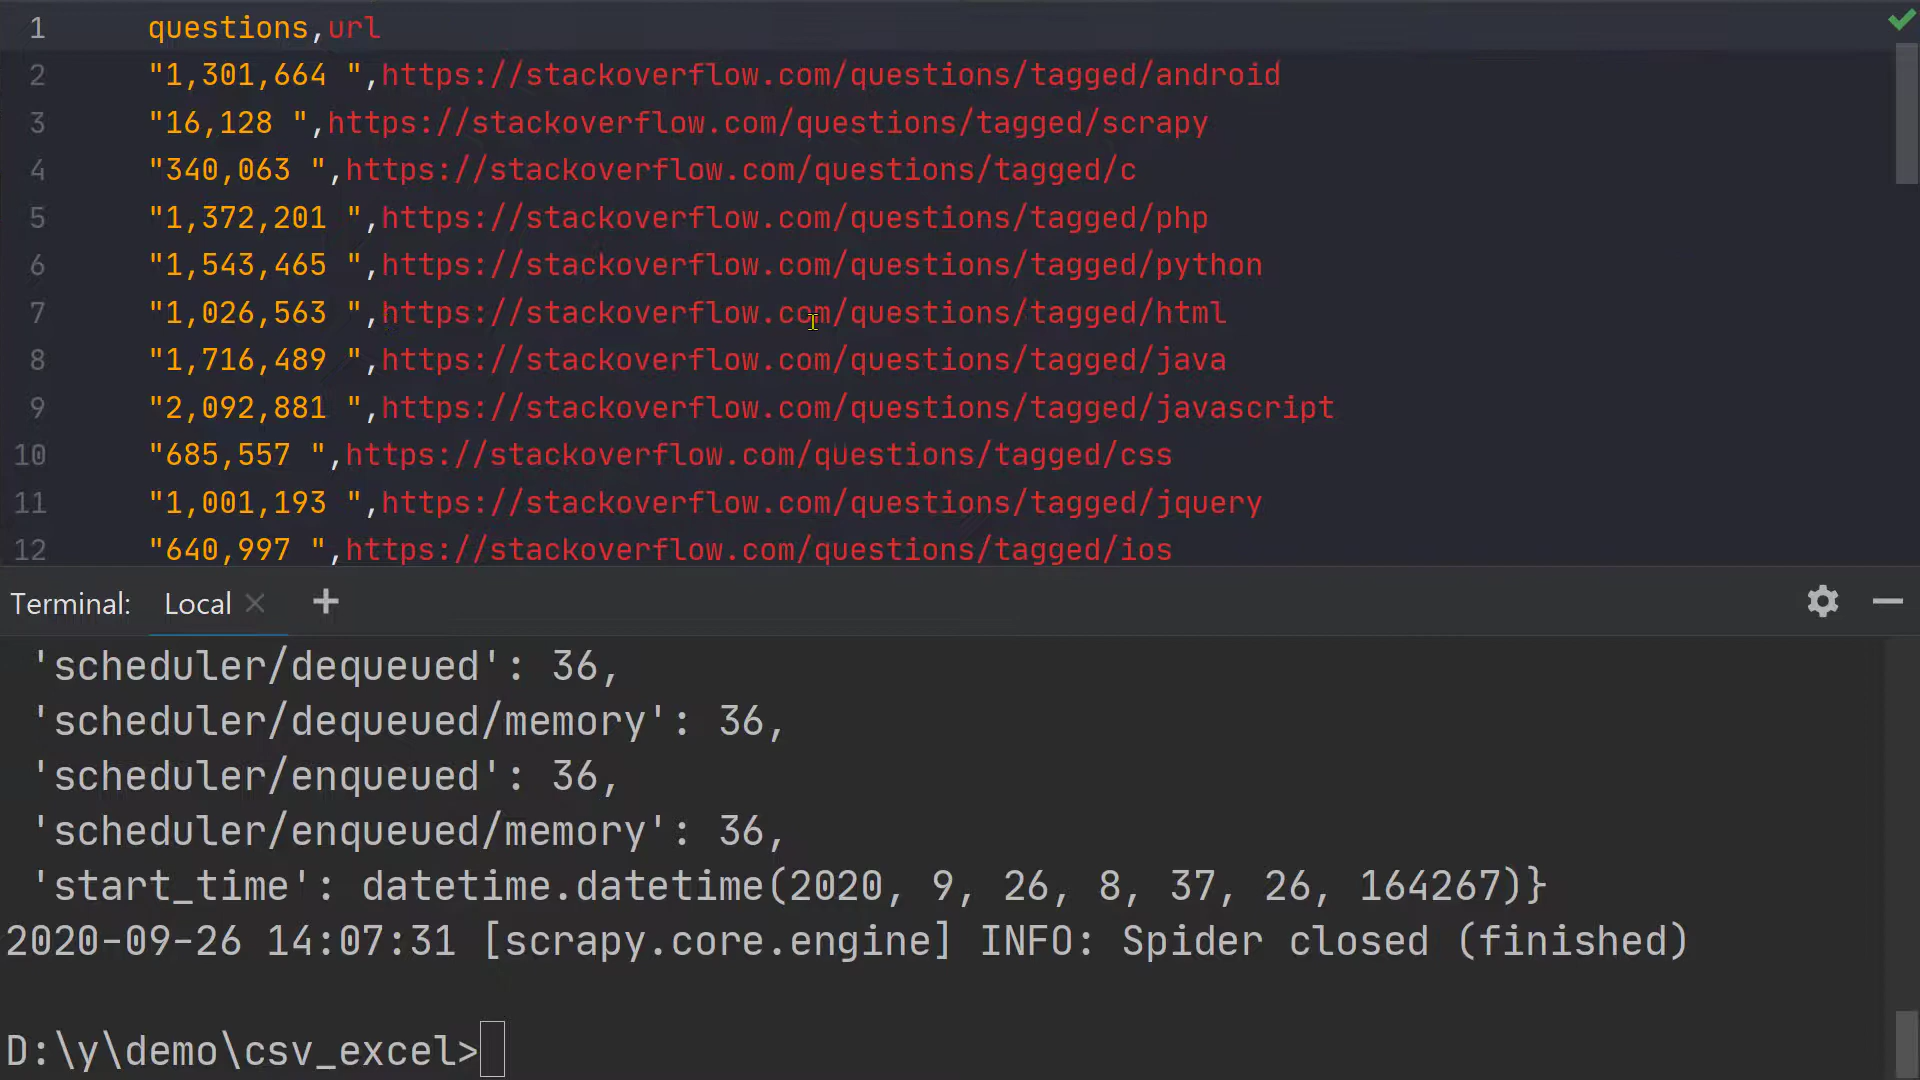 1 questions,url
2 "1,301,664 ",https://stackoverflow.com/questions/tagged/android
3 "16,128 ",https://stackoverflow.com/questions/tagged/scrapy
4 "340,063 ",https://stackoverflow.com/questions/tagged/c
5 "1,372,201 ",https://stackoverflow.com/questions/tagged/php
6 "1,543,465 ",https://stackoverflow.com/questions/tagged/python
7 "1,026,563 ",https://stackoverflow.com/questions/tagged/html
8 "1,716,489 ",https://stackoverflow.com/questions/tagged/java
9 "2,092,881 ",https://stackoverflow.com/questions/tagged/javascript
10 "685,557 ",https://stackoverflow.com/questions/tagged/css
11 "1,001,193 ",https://stackoverflow.com/questions/tagged/jquery
12 "640,997 ",https://stackoverflow.com/questions/tagged/ios
Terminal: Local
'scheduler/dequeued': 36,
'scheduler/dequeued/memory': 36,
'scheduler/enqueued': 36,
'scheduler/enqueued/memory': 36,
'start_time': datetime.datetime(2020, 9, 26, 8, 37, 26, 164267)}
2020-09-26 14:07:31 [scrapy.core.engine] INFO: Spider closed (finished)
D:\y\demo\csv_excel>